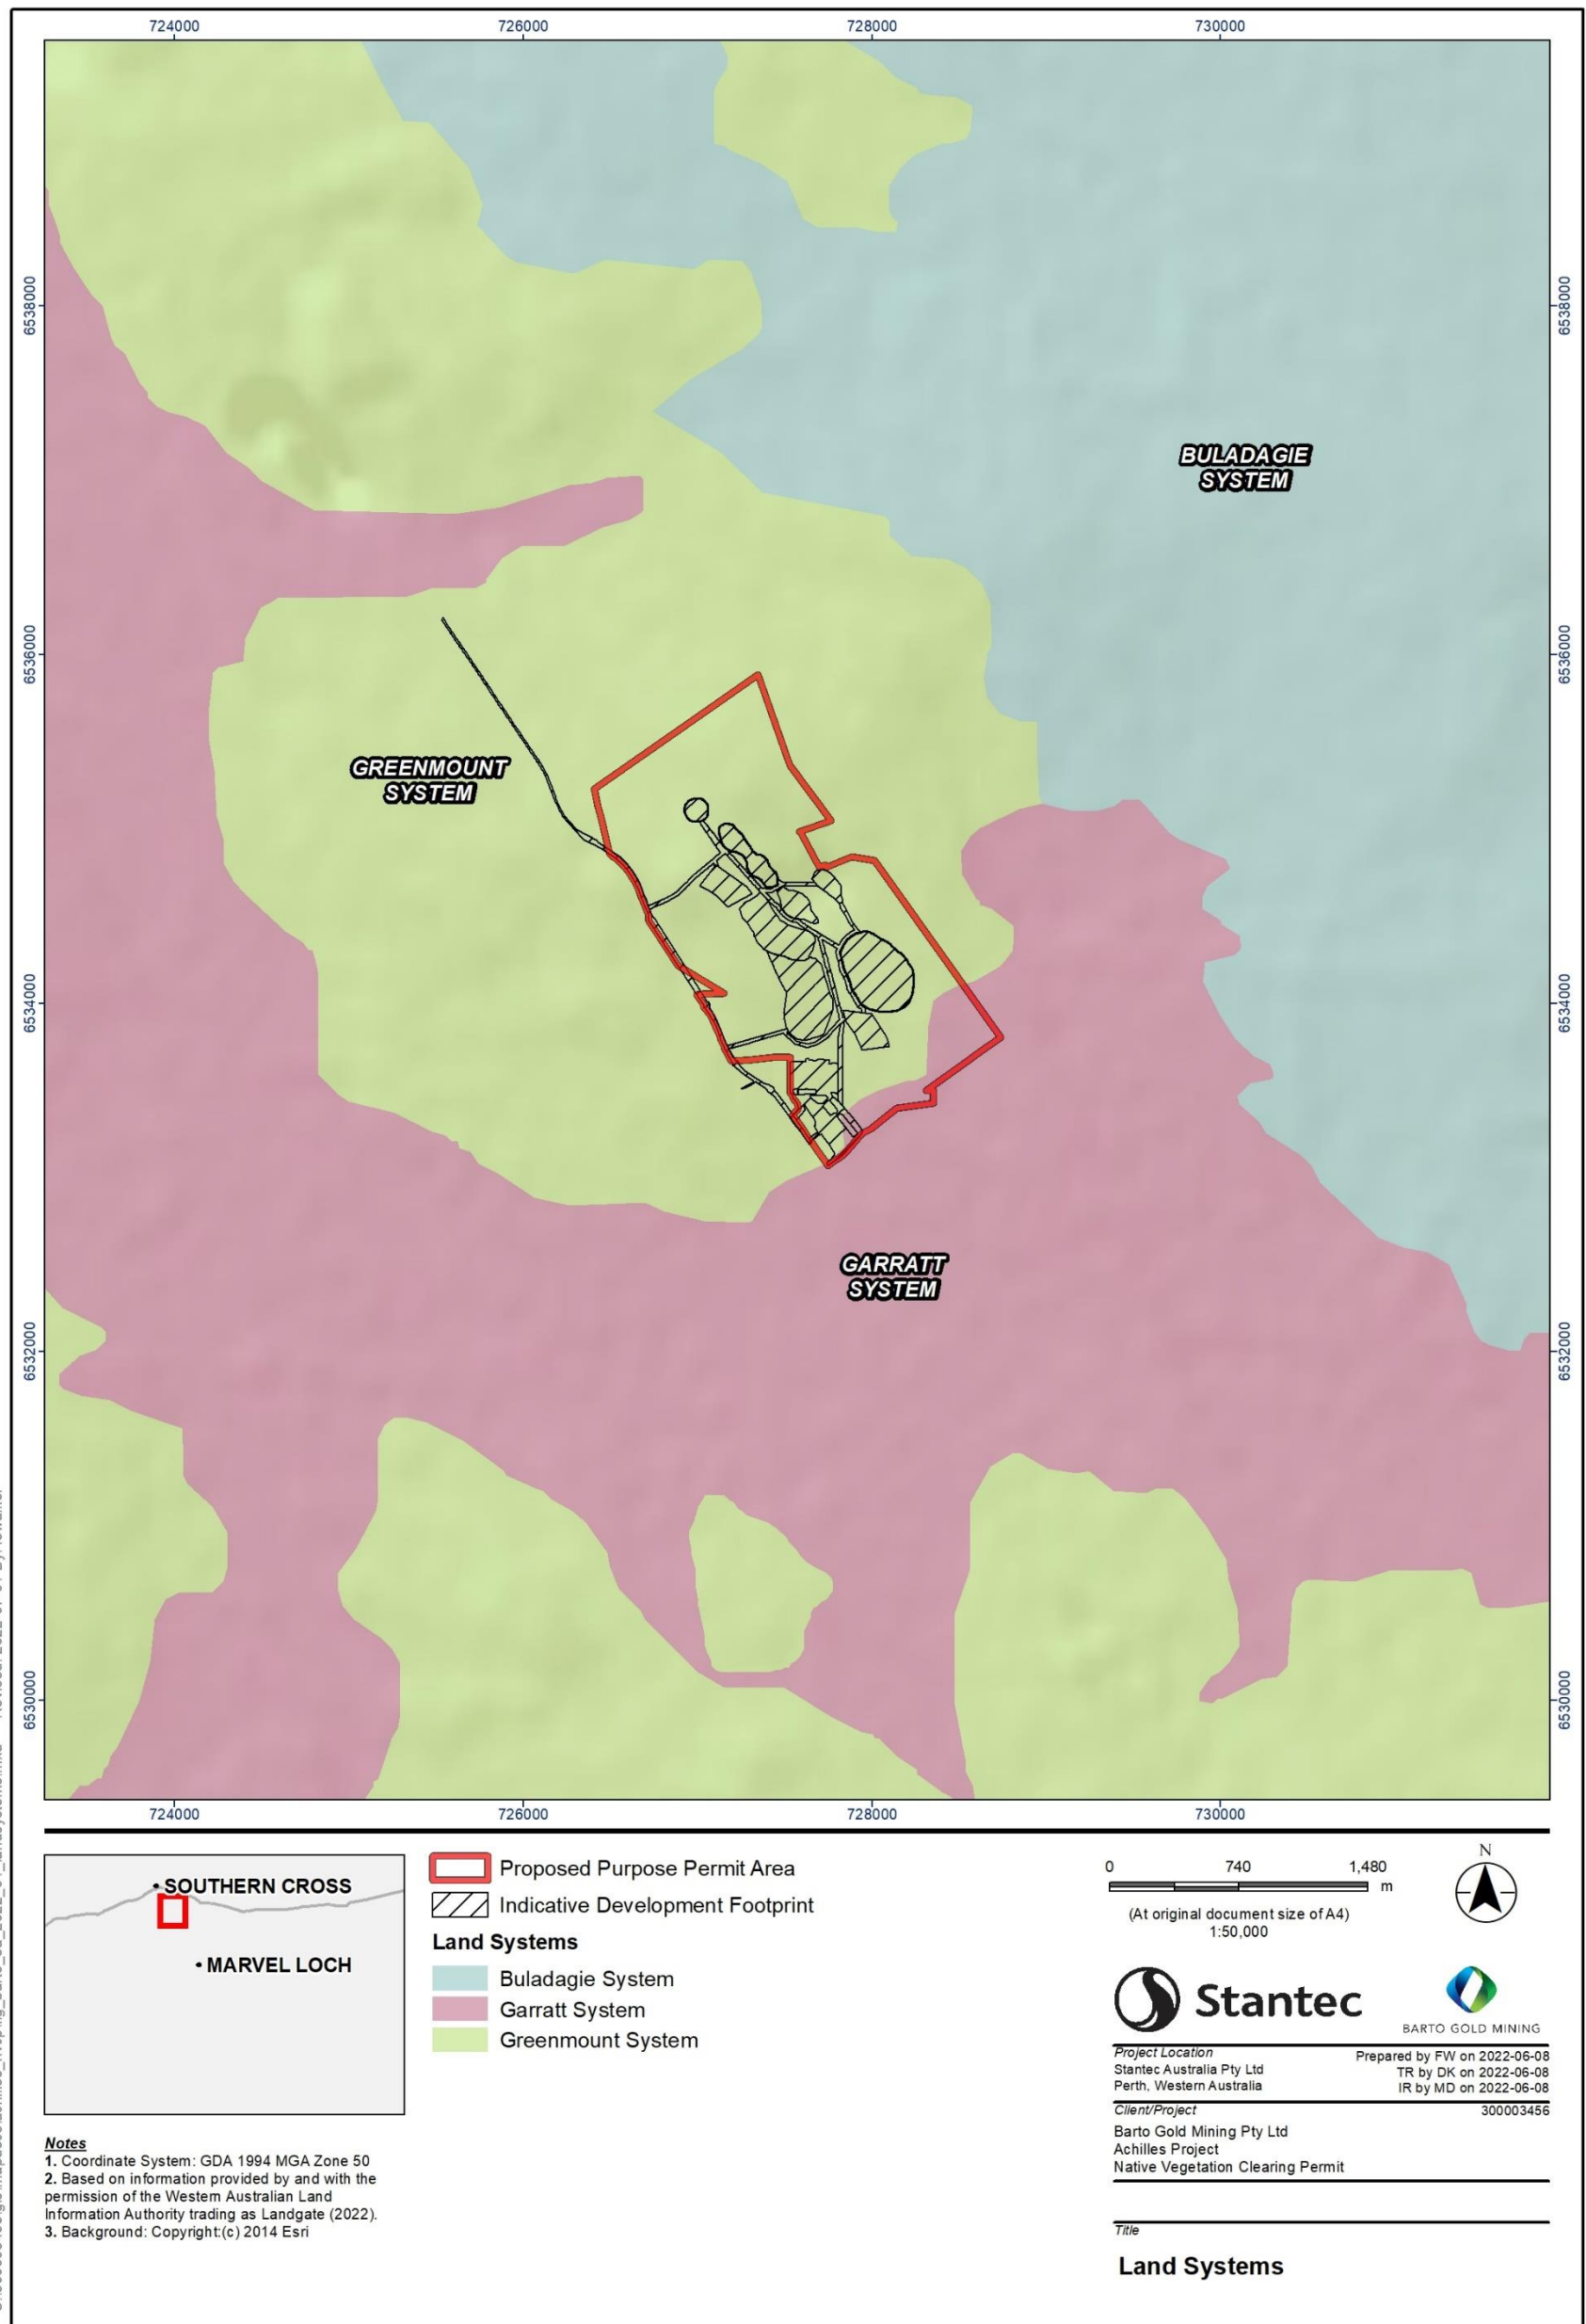 724000
726000
728000
730000
6538000
6538000
BULADAGIE
SYSTEM
6536000
6536000
GREENMOUNT
SYSTEM
6534000
6534000
GARRATT
SYSTEM
6532000
6532000
6530000
6530000
724000
726000
728000
730000
SOUTHERN CROSS
MARVEL LOCH
Proposed Purpose Permit Area
Indicative Development Footprint
Land Systems
Buladagie System
Garratt System
Greenmount System
0 740 1,480
m
(At original document size of A4)
1:50,000
N
Stantec
BARTO GOLD MINING
Project Location
Stantec Australia Pty Ltd
Perth, Western Australia
Prepared by FW on 2022-06-08
TR by DK on 2022-06-08
IR by MD on 2022-06-08
Client/Project 300003456
Barto Gold Mining Pty Ltd
Achilles Project
Native Vegetation Clearing Permit
Title
Land Systems
Notes
1. Coordinate System: GDA 1994 MGA Zone 50
2. Based on information provided by and with the
permission of the Western Australian Land
Information Authority trading as Landgate (2022).
3. Background: Copyright:(c) 2014 Esri